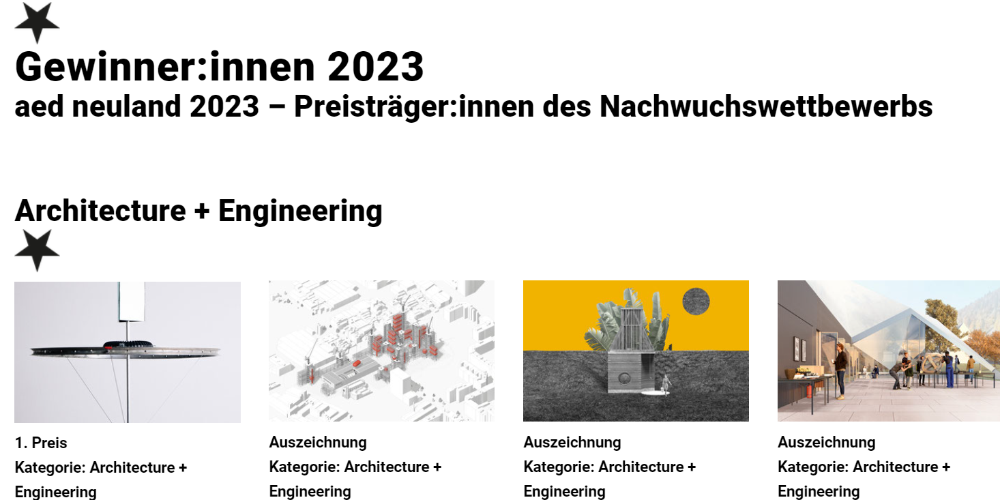 Gewinner:innen 2023
aed neuland 2023 – Preisträger:innen des Nachwuchswettbewerbs
Architecture + Engineering
1. Preis
Kategorie: Architecture +
Engineering
Auszeichnung
Kategorie: Architecture +
Engineering
Auszeichnung
Kategorie: Architecture +
Engineering
Auszeichnung
Kategorie: Architecture +
Engineering